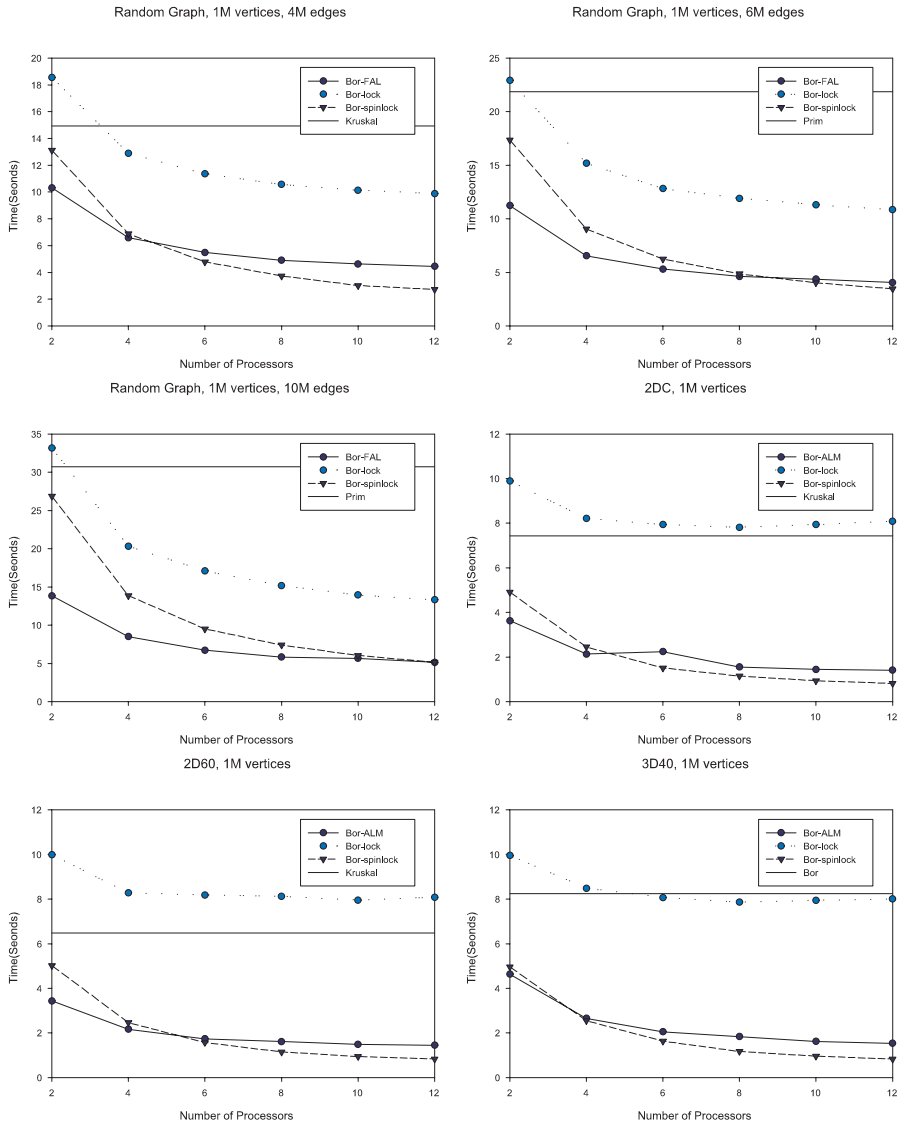 Random Graph, 1M vertices, 4M edges
Time(Seonds)
20
18
16
14
12
10
8
6
4
2
0
Bor-FAL
Bor-lock
Bor-spinlock
Kruskal
2 4 6 8 10 12
Number of Processors
Random Graph, 1M vertices, 6M edges
Time(Seonds)
25
20
15
10
5
0
Bor-FAL
Bor-lock
Bor-spinlock
Prim
2 4 6 8 10 12
Number of Processors
Random Graph, 1M vertices, 10M edges
Time(Seonds)
35
30
25
20
15
10
5
0
Bor-FAL
Bor-lock
Bor-spinlock
Prim
2 4 6 8 10 12
Number of Processors
2DC, 1M vertices
Time(Seonds)
12
10
8
6
4
2
0
Bor-ALM
Bor-lock
Bor-spinlock
Kruskal
2 4 6 8 10 12
Number of Processors
2D60, 1M vertices
Time(Seonds)
12
10
8
6
4
2
0
Bor-ALM
Bor-lock
Bor-spinlock
Kruskal
2 4 6 8 10 12
Number of Processors
3D40, 1M vertices
Time(Seonds)
12
10
8
6
4
2
0
Bor-ALM
Bor-lock
Bor-spinlock
Bor
2 4 6 8 10 12
Number of Processors